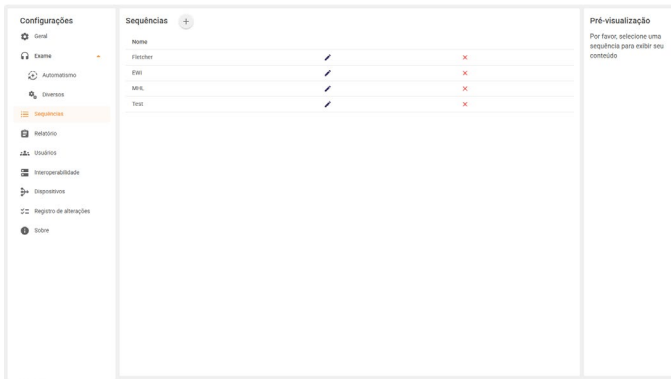 Configurações
Geral
Exame
Automatismo
Diversos
Sequências
Relatório
Usuários
Interoperabilidade
Dispositivos
Registro de alterações
Sobre
Sequências
Nome
Fletcher
EWI
MHL
Test
Pré-visualização
Por favor, selecione uma
sequência para exibir seu
conteúdo